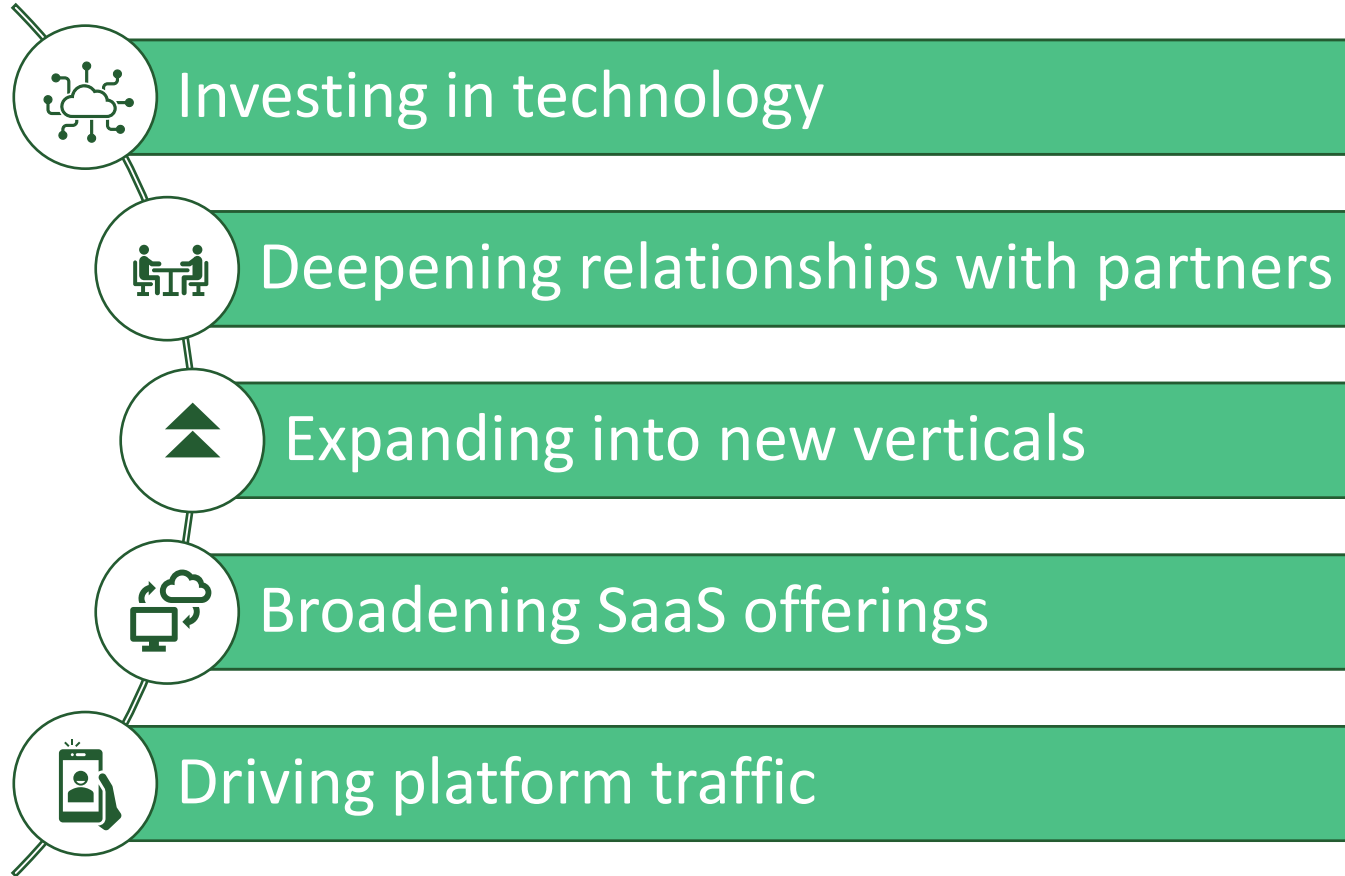 Investing in technology
Deepening relationships with partners
Expanding into new verticals
Broadening SaaS offerings
Driving platform traffic